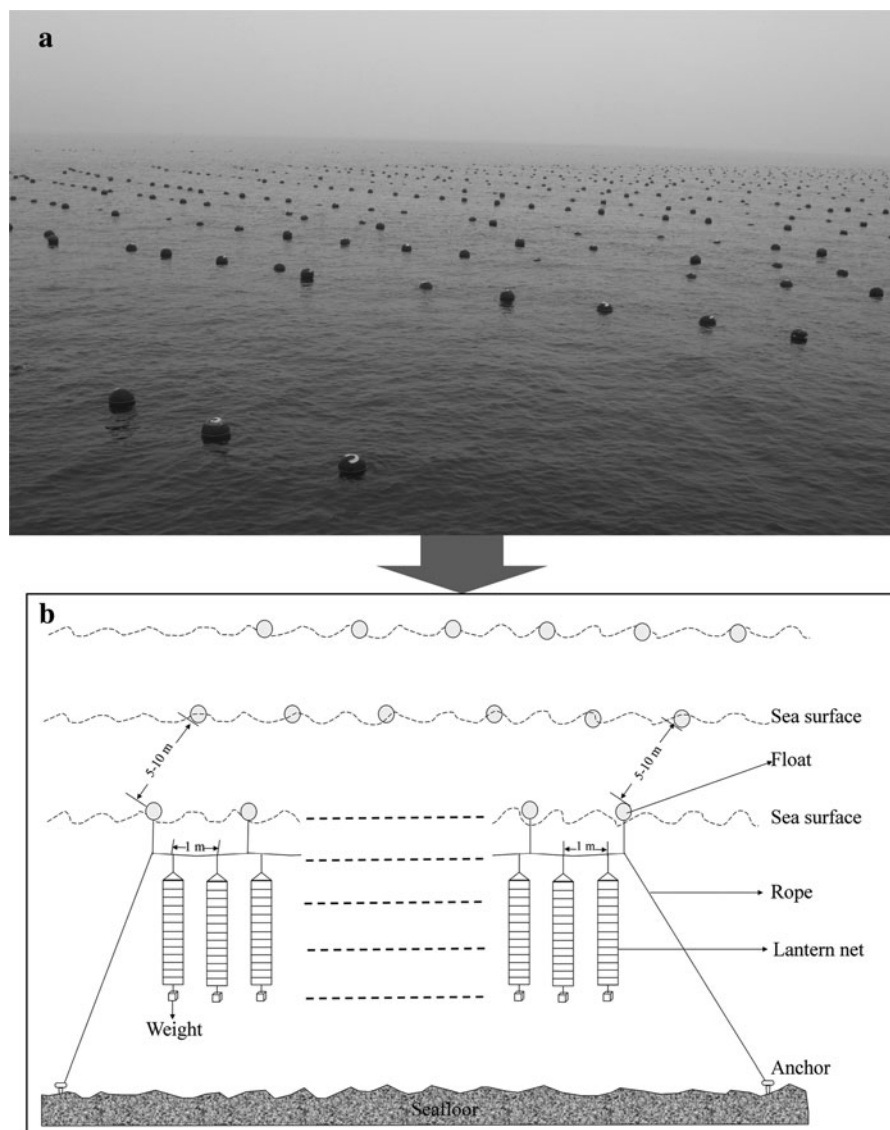 a
b
Sea surface
5-10 m
5-10 m
Float
Sea surface
1 m
1 m
Rope
Lantern net
Weight
Anchor
Seafloor